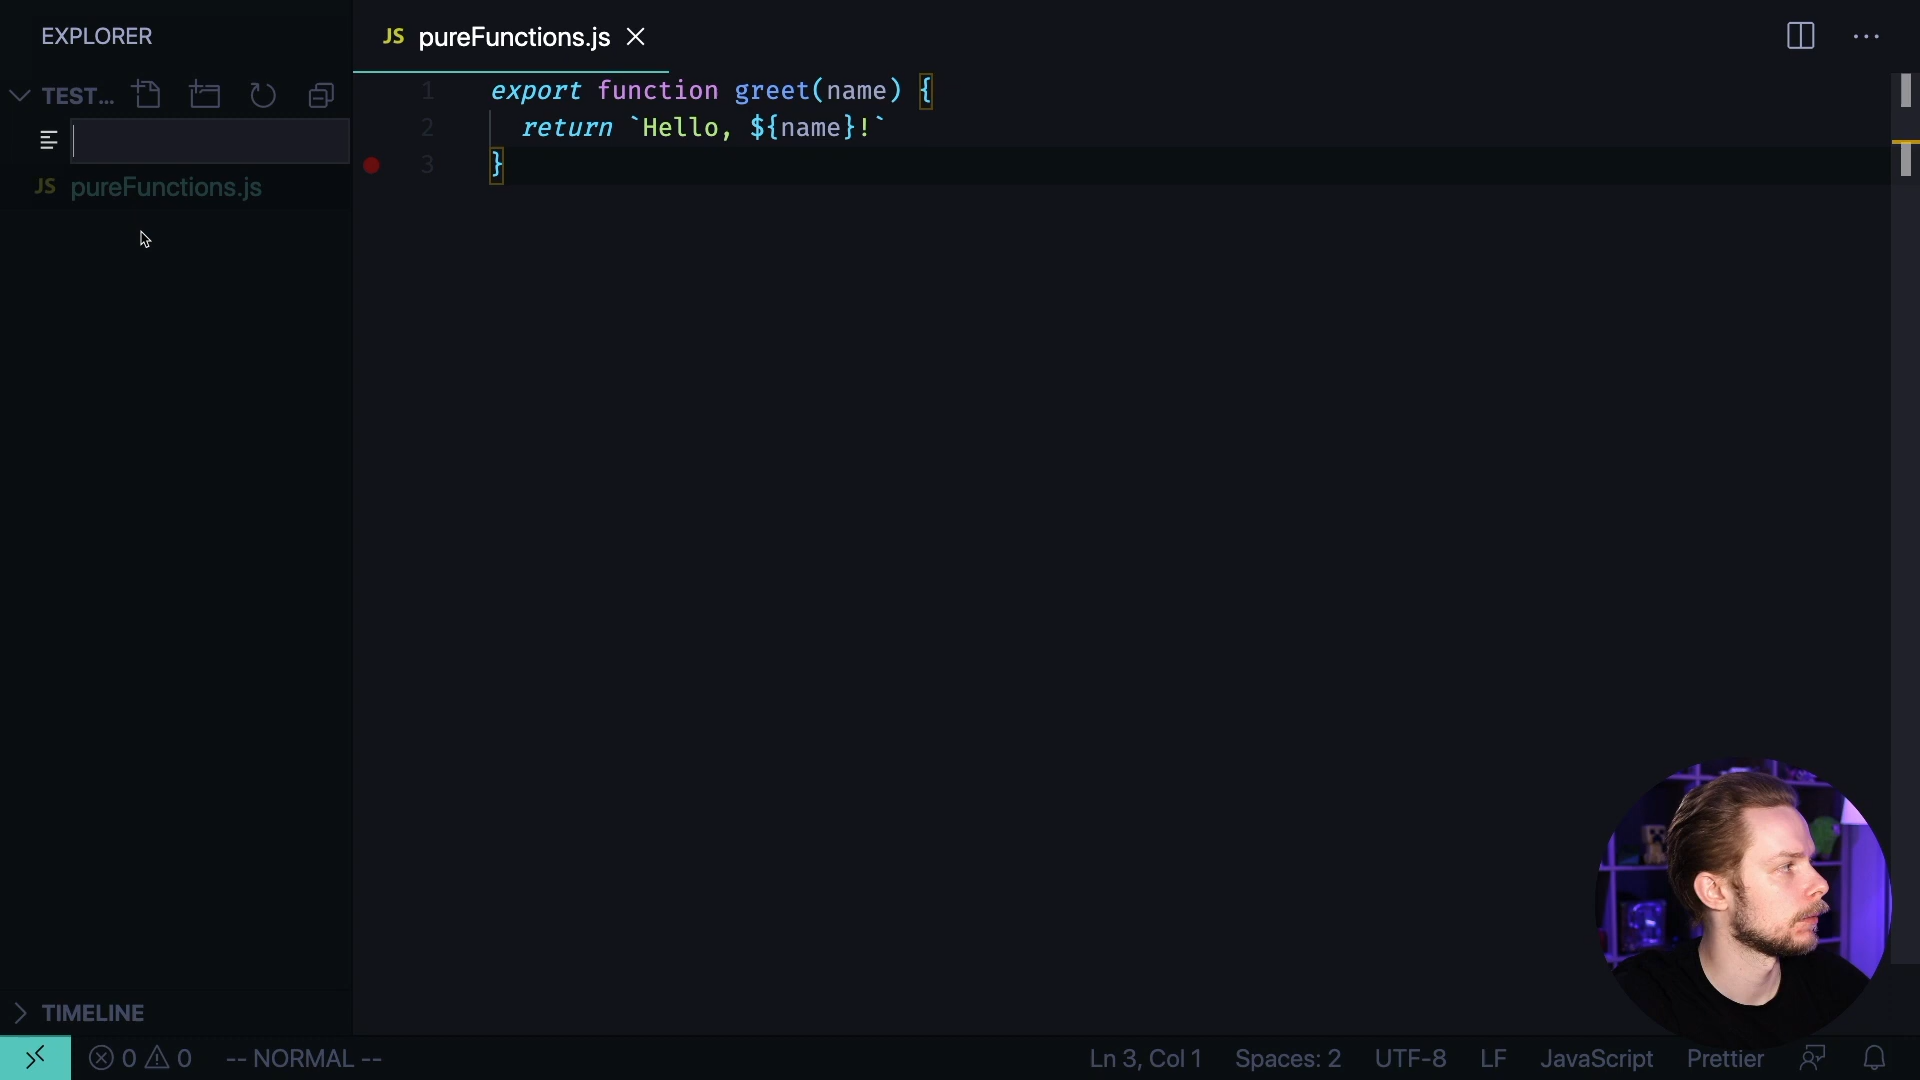 EXPLORER
JS pureFunctions.js
TEST...
JS pureFunctions.js
1 export function greet(name) {
2 return `Hello, ${name}!`
3 }
TIMELINE
0 0 -- NORMAL -- Ln 3, Col 1 Spaces: 2 UTF-8 LF JavaScript Prettier